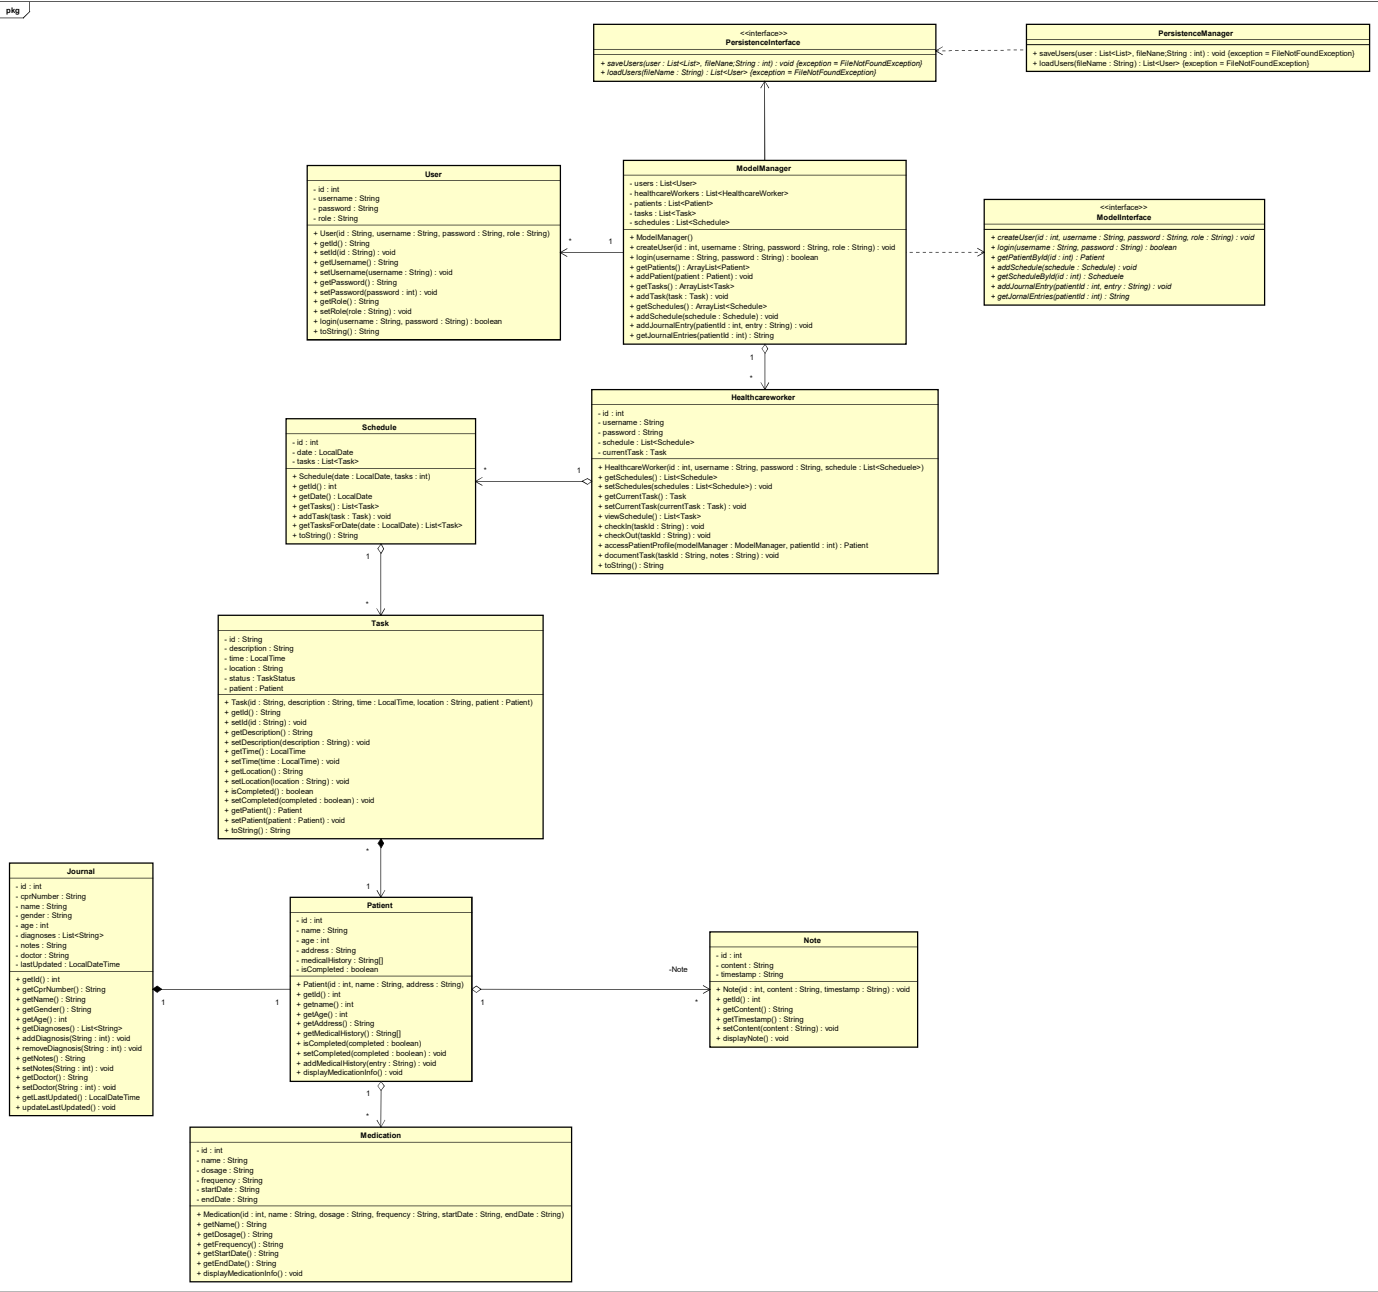 pkg
<<interface>>
PersistenceInterface
+ saveUsers(user : List<List>, fileNane;String : int) : void {exception = FileNotFoundException}
+ loadUsers(fileName : String) : List<User> {exception = FileNotFoundException}
PersistenceManager
+ saveUsers(user : List<List>, fileNane;String : int) : void {exception = FileNotFoundException}
+ loadUsers(fileName : String) : List<User> {exception = FileNotFoundException}
User
- id : int
- username : String
- password : String
- role : String
+ User(id : String, username : String, password : String, role : String)
+ getId() : String
+ setId(id : String) : void
+ getUsername() : String
+ setUsername(username : String) : void
+ getPassword() : String
+ setPassword(password : int) : void
+ getRole() : String
+ setRole(role : String) : void
+ login(username : String, password : String) : boolean
+ toString() : String
*
1
ModelManager
- users : List<User>
- healthcareWorkers : List<HealthcareWorker>
- patients : List<Patient>
- tasks : List<Task>
- schedules : List<Schedule>
+ ModelManager()
+ createUser(id : int, username : String, password : String, role : String) : void
+ login(username : String, password : String) : boolean
+ getPatients() : ArrayList<Patient>
+ addPatient(patient : Patient) : void
+ getTasks() : ArrayList<Task>
+ addTask(task : Task) : void
+ getSchedules() : ArrayList<Schedule>
+ addSchedule(schedule : Schedule) : void
+ addJournalEntry(patientId : int, entry : String) : void
+ getJournalEntries(patientId : int) : String
<<interface>>
ModelInterface
+ createUser(id : int, username : String, password : String, role : String) : void
+ login(username : String, password : String) : boolean
+ getPatientById(id : int) : Patient
+ addSchedule(schedule : Schedule) : void
+ getScheduleById(id : int) : Scheduele
+ addJournalEntry(patientId : int, entry : String) : void
+ getJornalEntries(patientId : int) : String
1
*
Healthcareworker
- id : int
- username : String
- password : String
- schedule : List<Schedule>
- currentTask : Task
+ HealthcareWorker(id : int, username : String, password : String, schedule : List<Scheduele>)
+ getSchedules() : List<Schedule>
+ setSchedules(schedules : List<Schedule>) : void
+ getCurrentTask() : Task
+ setCurrentTask(currentTask : Task) : void
+ viewSchedule() : List<Task>
+ checkIn(taskId : String) : void
+ checkOut(taskId : String) : void
+ accessPatientProfile(modelManager : ModelManager, patientId : int) : Patient
+ documentTask(taskId : String, notes : String) : void
+ toString() : String
*
1
Schedule
- id : int
- date : LocalDate
- tasks : List<Task>
+ Schedule(date : LocalDate, tasks : int)
+ getId() : int
+ getDate() : LocalDate
+ getTasks() : List<Task>
+ addTask(task : Task) : void
+ getTasksForDate(date : LocalDate) : List<Task>
+ toString() : String
1
*
Task
- id : String
- description : String
- time : LocalTime
- location : String
- status : TaskStatus
- patient : Patient
+ Task(id : String, description : String, time : LocalTime, location : String, patient : Patient)
+ getId() : String
+ setId(id : String) : void
+ getDescription() : String
+ setDescription(description : String) : void
+ getTime() : LocalTime
+ setTime(time : LocalTime) : void
+ getLocation() : String
+ setLocation(location : String) : void
+ isCompleted() : boolean
+ setCompleted(completed : boolean) : void
+ getPatient() : Patient
+ setPatient(patient : Patient) : void
+ toString() : String
*
1
Journal
- id : int
- cprNumber : String
- name : String
- gender : String
- age : int
- diagnoses : List<String>
- notes : String
- doctor : String
- lastUpdated : LocalDateTime
+ getId() : int
+ getCprNumber() : String
+ getName() : String
+ getGender() : String
+ getAge() : int
+ getDiagnoses() : List<String>
+ addDiagnosis(String : int) : void
+ removeDiagnosis(String : int) : void
+ getNotes() : String
+ setNotes(String : int) : void
+ getDoctor() : String
+ setDoctor(String : int) : void
+ getLastUpdated() : LocalDateTime
+ updateLastUpdated() : void
1
1
Patient
- id : int
- name : String
- age : int
- address : String
- medicalHistory : String[]
- isCompleted : boolean
+ Patient(id : int, name : String, address : String)
+ getId() : int
+ getname() : int
+ getAge() : int
+ getAddress() : String
+ getMedicalHistory() : String[]
+ isCompleted(completed : boolean)
+ setCompleted(completed : boolean) : void
+ addMedicalHistory(entry : String) : void
+ displayMedicationInfo() : void
-Note
1
*
Note
- id : int
- content : String
- timestamp : String
+ Note(id : int, content : String, timestamp : String) : void
+ getId() : int
+ getContent() : String
+ getTimestamp() : String
+ setContent(content : String) : void
+ displayNote() : void
1
*
Medication
- id : int
- name : String
- dosage : String
- frequency : String
- startDate : String
- endDate : String
+ Medication(id : int, name : String, dosage : String, frequency : String, startDate : String, endDate : String)
+ getName() : String
+ getDosage() : String
+ getFrequency() : String
+ getStartDate() : String
+ getEndDate() : String
+ displayMedicationInfo() : void